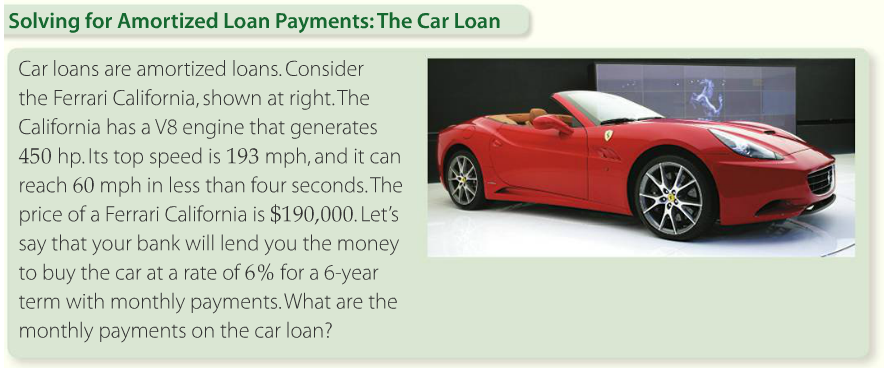 Solving for Amortized Loan Payments: The Car Loan
Car loans are amortized loans. Consider
the Ferrari California, shown at right. The
California has a V8 engine that generates
450 hp. Its top speed is 193 mph, and it can
reach 60 mph in less than four seconds. The
price of a Ferrari California is $190,000. Let's
say that your bank will lend you the money
to buy the car at a rate of 6% for a 6-year
term with monthly payments. What are the
monthly payments on the car loan?